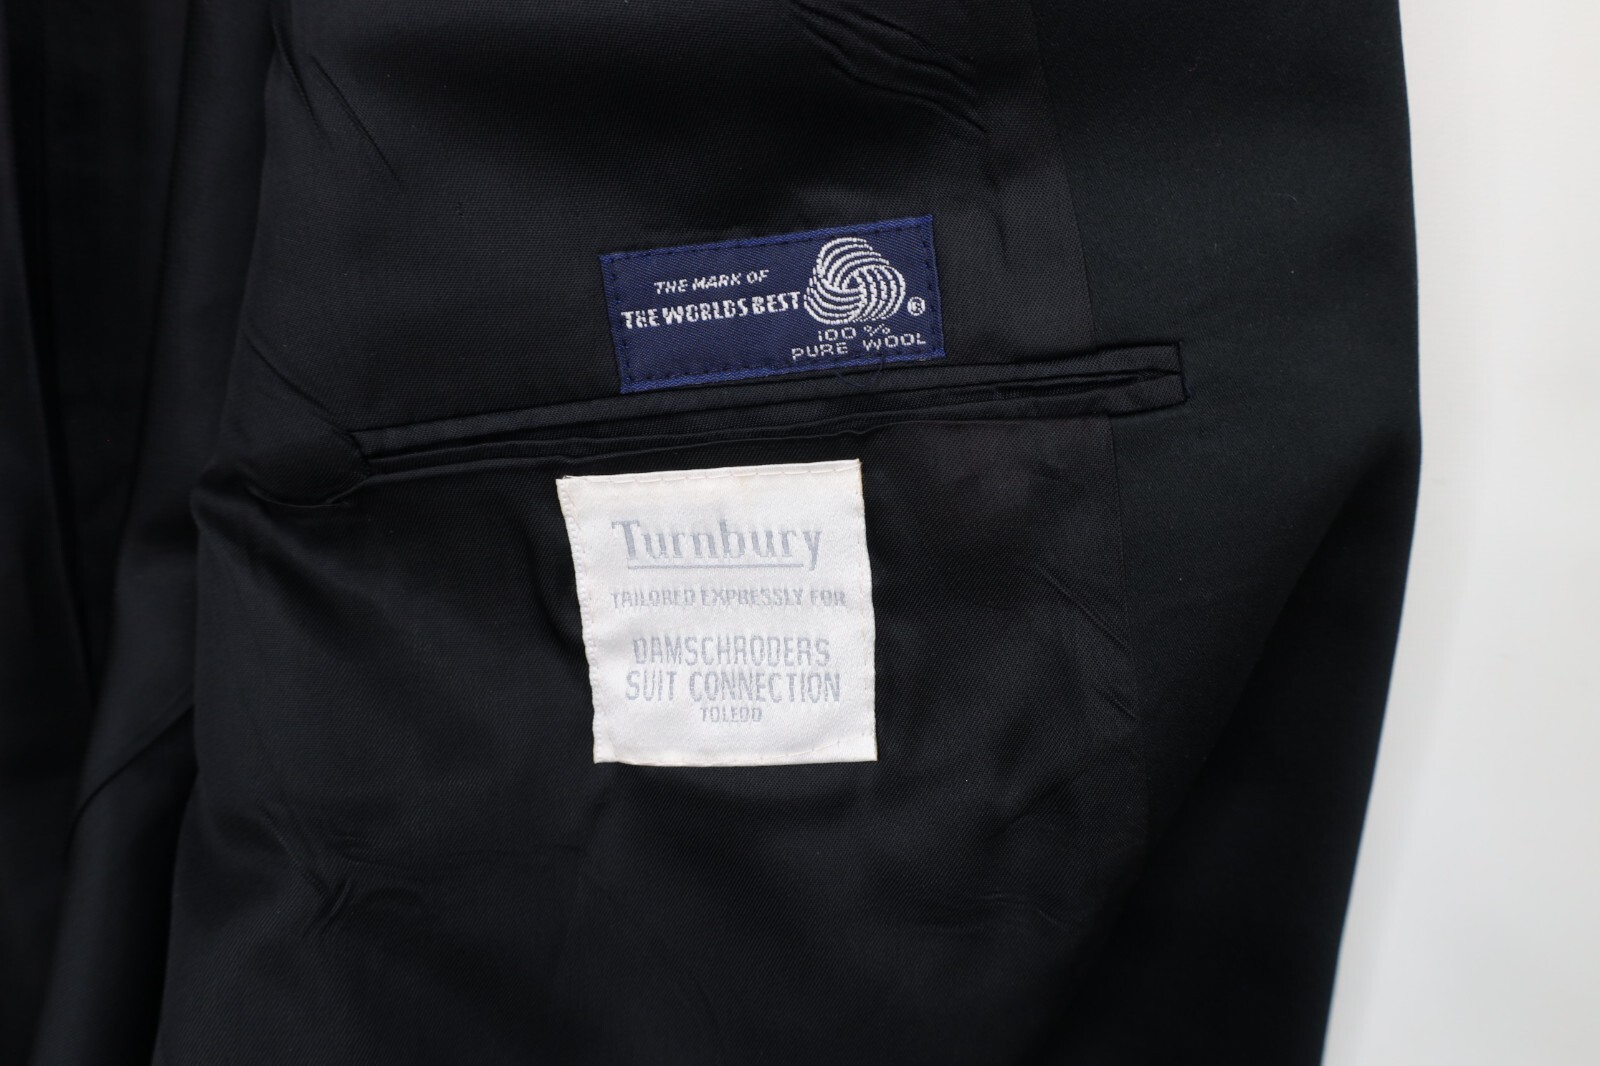 THE MARK OF
THE WORLDS BEST
100 %
PURE WOOL
®
Turnbury
TAILORED EXPRESSLY FOR
DAMSCHRODERS
SUIT CONNECTION
TOLEDO